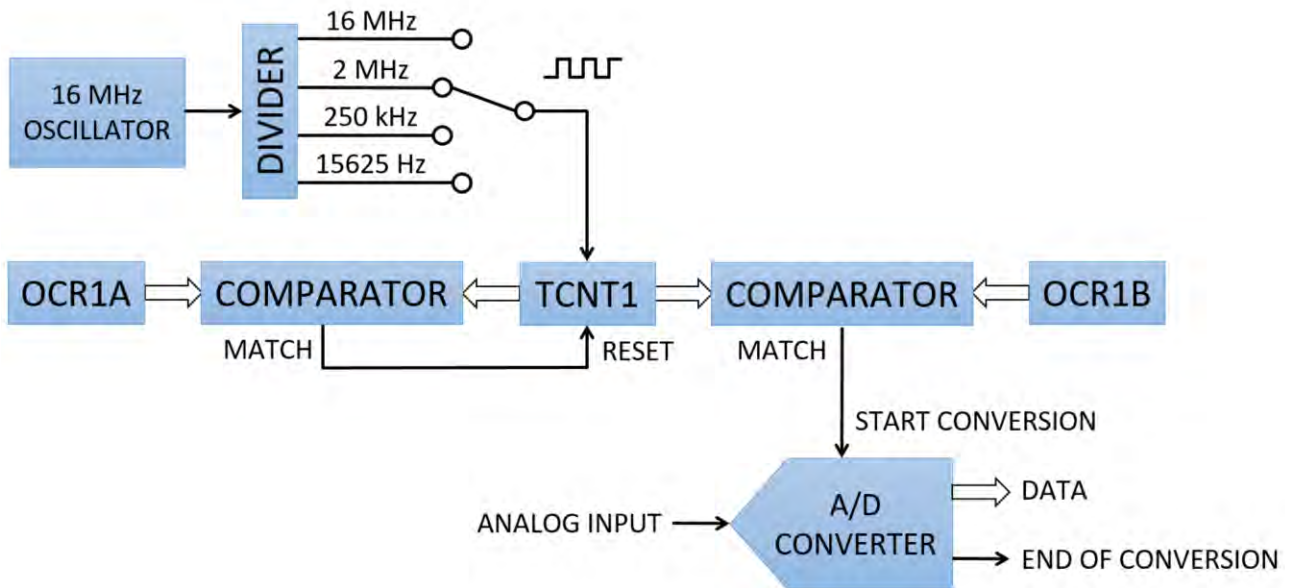 16 MHz
2 MHz
250 kHz
15625 Hz
16 MHz
OSCILLATOR
DIVIDER
OCR1A
COMPARATOR
TCNT1
COMPARATOR
OCR1B
MATCH
RESET
MATCH
START CONVERSION
ANALOG INPUT
A/D
CONVERTER
DATA
END OF CONVERSION